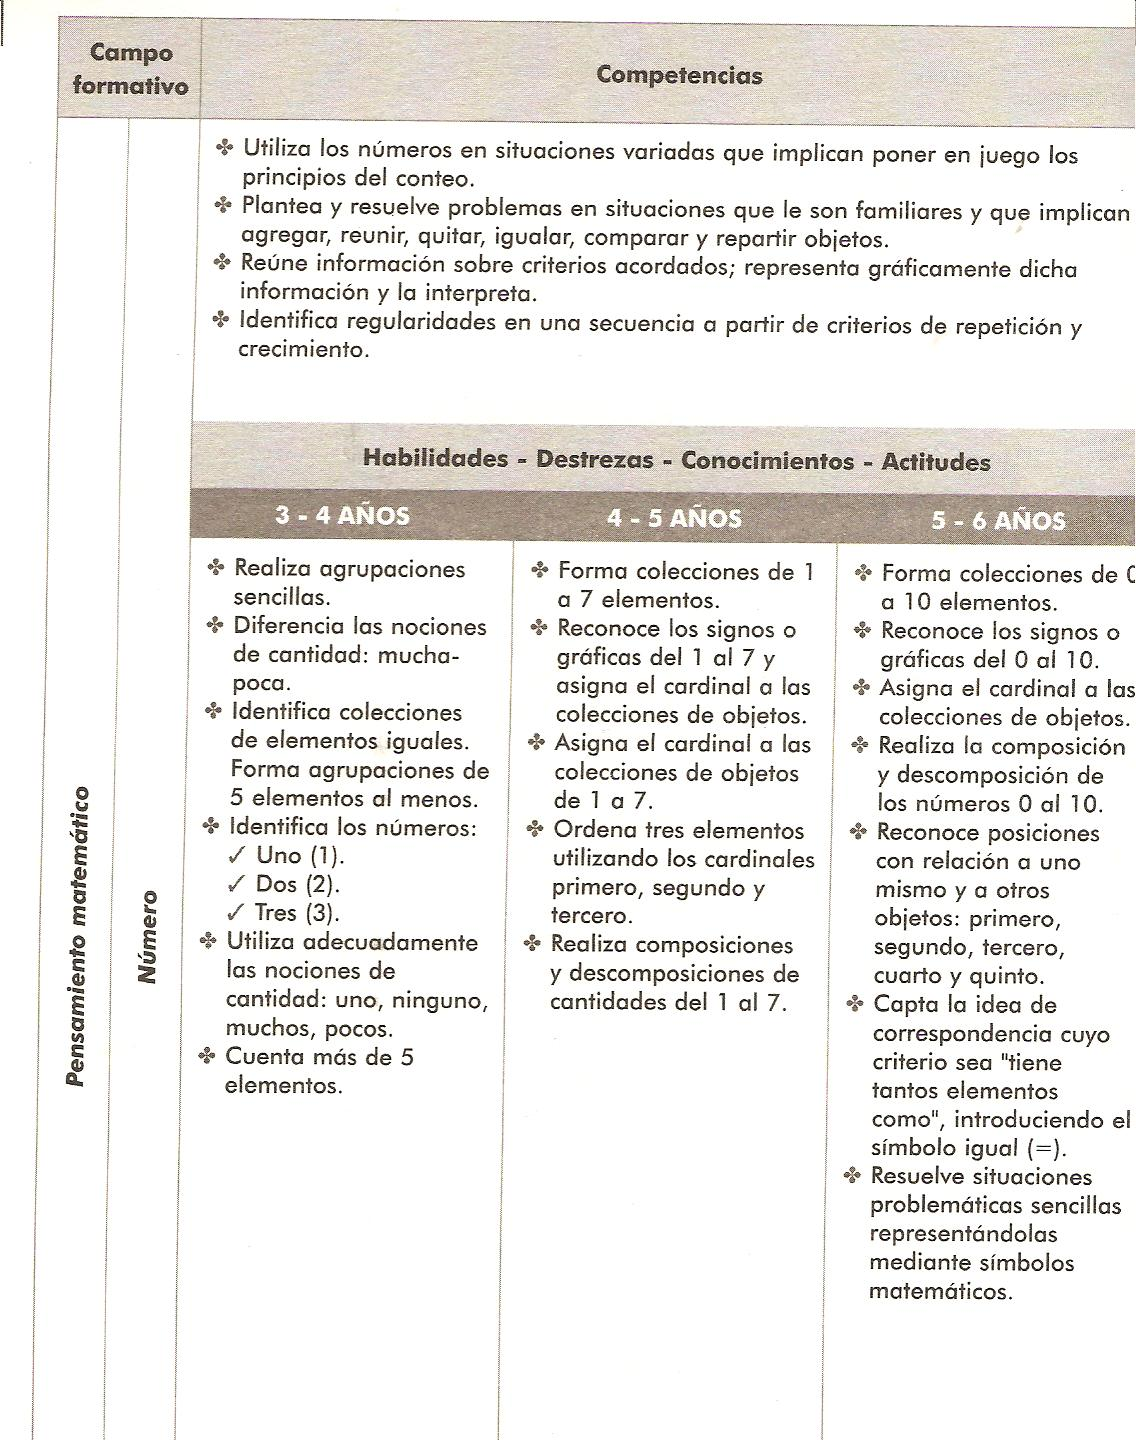 Campo
formativo
Competencias
✤ Utiliza los números en situaciones variadas que implican poner en juego los
principios del conteo.
✤ Plantea y resuelve problemas en situaciones que le son familiares y que implican
agregar, reunir, quitar, igualar, comparar y repartir objetos.
✤ Reúne información sobre criterios acordados; representa gráficamente dicha
información y la interpreta.
✤ Identifica regularidades en una secuencia a partir de criterios de repetición y
crecimiento.
Pensamiento matemático
Número
Habilidades - Destrezas - Conocimientos - Actitudes
3 - 4 AÑOS
✤ Realiza agrupaciones
sencillas.
✤ Diferencia las nociones
de cantidad: mucha-
poca.
✤ Identifica colecciones
de elementos iguales.
Forma agrupaciones de
5 elementos al menos.
✤ Identifica los números:
✓ Uno (1).
✓ Dos (2).
✓ Tres (3).
✤ Utiliza adecuadamente
las nociones de
cantidad: uno, ninguno,
muchos, pocos.
✤ Cuenta más de 5
elementos.
4 - 5 AÑOS
✤ Forma colecciones de 1
a 7 elementos.
✤ Reconoce los signos o
gráficas del 1 al 7 y
asigna el cardinal a las
colecciones de objetos.
✤ Asigna el cardinal a las
colecciones de objetos
de 1 a 7.
✤ Ordena tres elementos
utilizando los cardinales
primero, segundo y
tercero.
✤ Realiza composiciones
y descomposiciones de
cantidades del 1 al 7.
5 - 6 AÑOS
✤ Forma colecciones de 0
a 10 elementos.
✤ Reconoce los signos o
gráficas del 0 al 10.
✤ Asigna el cardinal a las
colecciones de objetos.
✤ Realiza la composición
y descomposición de
los números 0 al 10.
✤ Reconoce posiciones
con relación a uno
mismo y a otros
objetos: primero,
segundo, tercero,
cuarto y quinto.
✤ Capta la idea de
correspondencia cuyo
criterio sea "tiene
tantos elementos
como", introduciendo el
símbolo igual (=).
✤ Resuelve situaciones
problemáticas sencillas
representándolas
mediante símbolos
matemáticos.